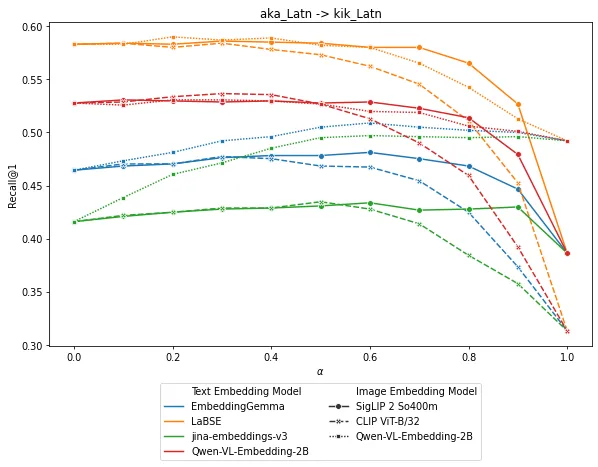 aka_Latn -> kik_Latn
Recall@1
0.60
0.55
0.50
0.45
0.40
0.35
0.30
0.0
0.2
0.4
0.6
0.8
1.0
α
Text Embedding Model
EmbeddingGemma
LaBSE
jina-embeddings-v3
Qwen-VL-Embedding-2B
Image Embedding Model
SigLIP 2 So400m
CLIP ViT-B/32
Qwen-VL-Embedding-2B